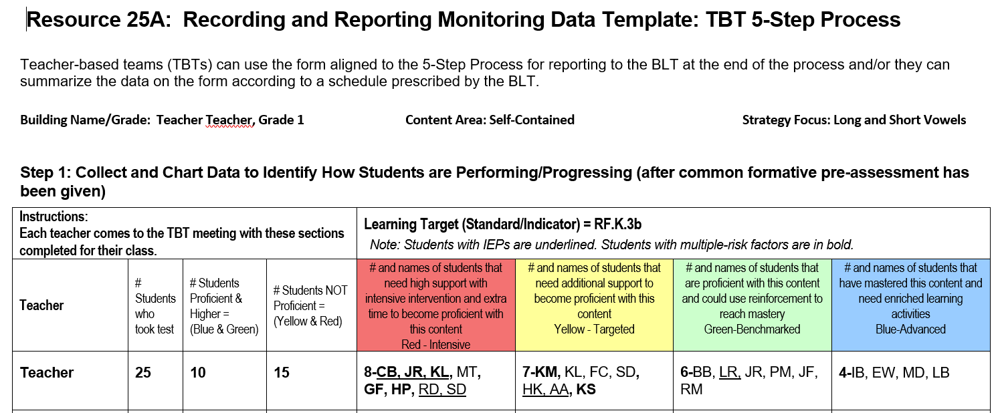 Resource 25A:  Recording and Reporting Monitoring Data Template: TBT 5-Step Process
Teacher-based teams (TBTs) can use the form aligned to the 5-Step Process for reporting to the BLT at the end of the process and/or they can
summarize the data on the form according to a schedule prescribed by the BLT.
Building Name/Grade:  Teacher Teacher, Grade 1
Content Area: Self-Contained
Strategy Focus: Long and Short Vowels
Step 1: Collect and Chart Data to Identify How Students are Performing/Progressing (after common formative pre-assessment has
been given)
Instructions:
Each teacher comes to the TBT meeting with these sections
completed for their class.
Learning Target (Standard/Indicator) = RF.K.3b
Note: Students with IEPs are underlined. Students with multiple-risk factors are in bold.
Teacher
#
Students
who
took test
# Students
Proficient &
Higher =
(Blue & Green)
# Students NOT
Proficient =
(Yellow & Red)
# and names of students that
need high support with
intensive intervention and extra
time to become proficient with
this content
Red - Intensive
# and names of students that
need additional support to
become proficient with this
content
Yellow - Targeted
# and names of students that
are proficient with this content
and could use reinforcement to
reach mastery
Green-Benchmarked
# and names of students that
have mastered this content and
need enriched learning
activities
Blue-Advanced
Teacher
25
10
15
8-CB, JR, KL, MT,
GF, HP, RD, SD
7-KM, KL, FC, SD,
HK, AA, KS
6-BB, LR, JR, PM, JF,
RM
4-IB, EW, MD, LB